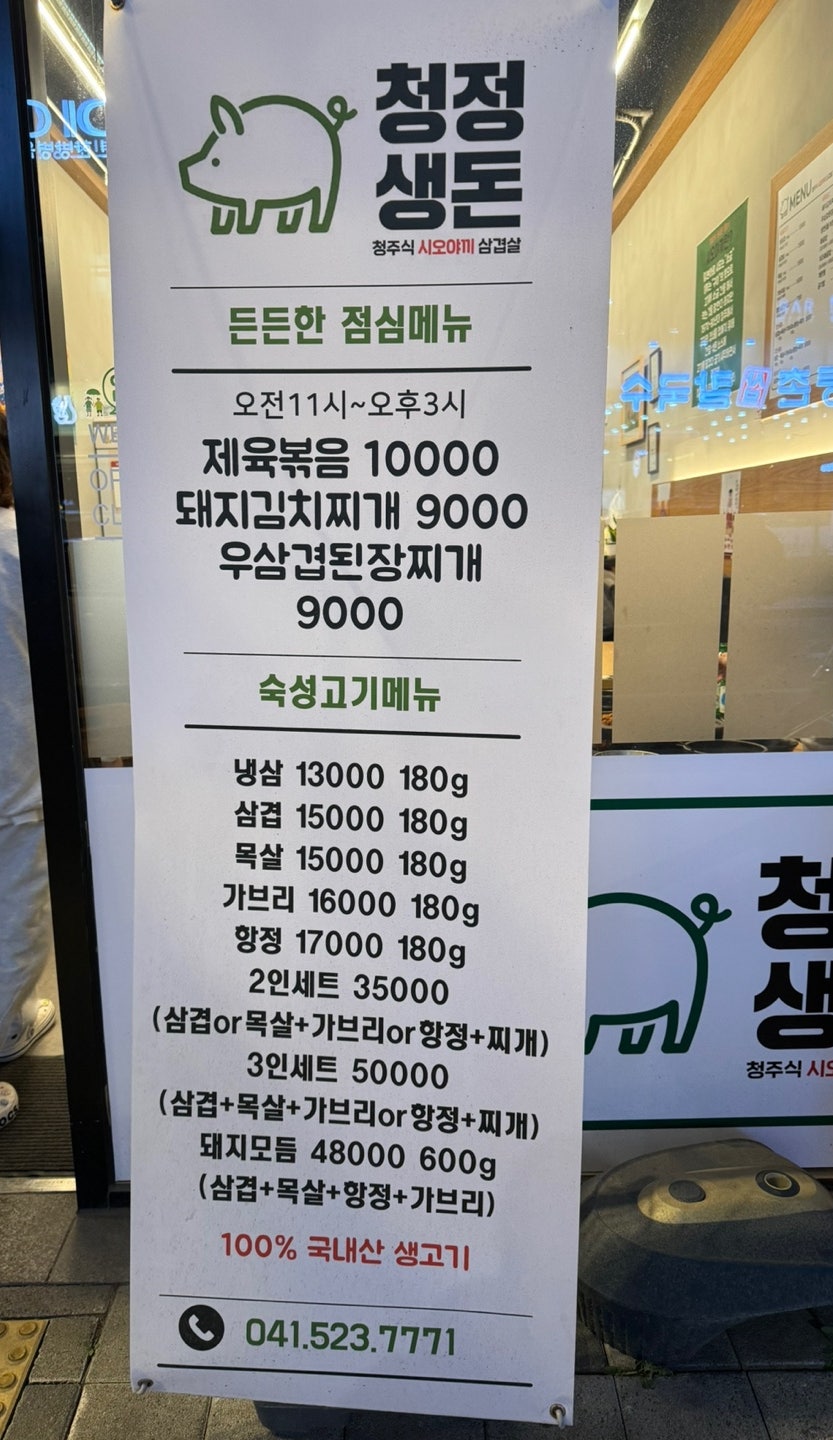 청정
생돈
청주식 시오야끼 삼겹살
든든한 점심메뉴
오전11시~오후3시
제육볶음 10000
돼지김치찌개 9000
우삼겹된장찌개
9000
숙성고기메뉴
냉삼 13000 180g
삼겹 15000 180g
목살 15000 180g
가브리 16000 180g
항정 17000 180g
2인세트 35000
(삼겹or목살+가브리or항정+찌개)
3인세트 50000
(삼겹+목살+가브리or항정+찌개)
돼지모듬 48000 600g
(삼겹+목살+항정+가브리)
100% 국내산 생고기
041.523.7771
MENU
청
생
청주식 시오